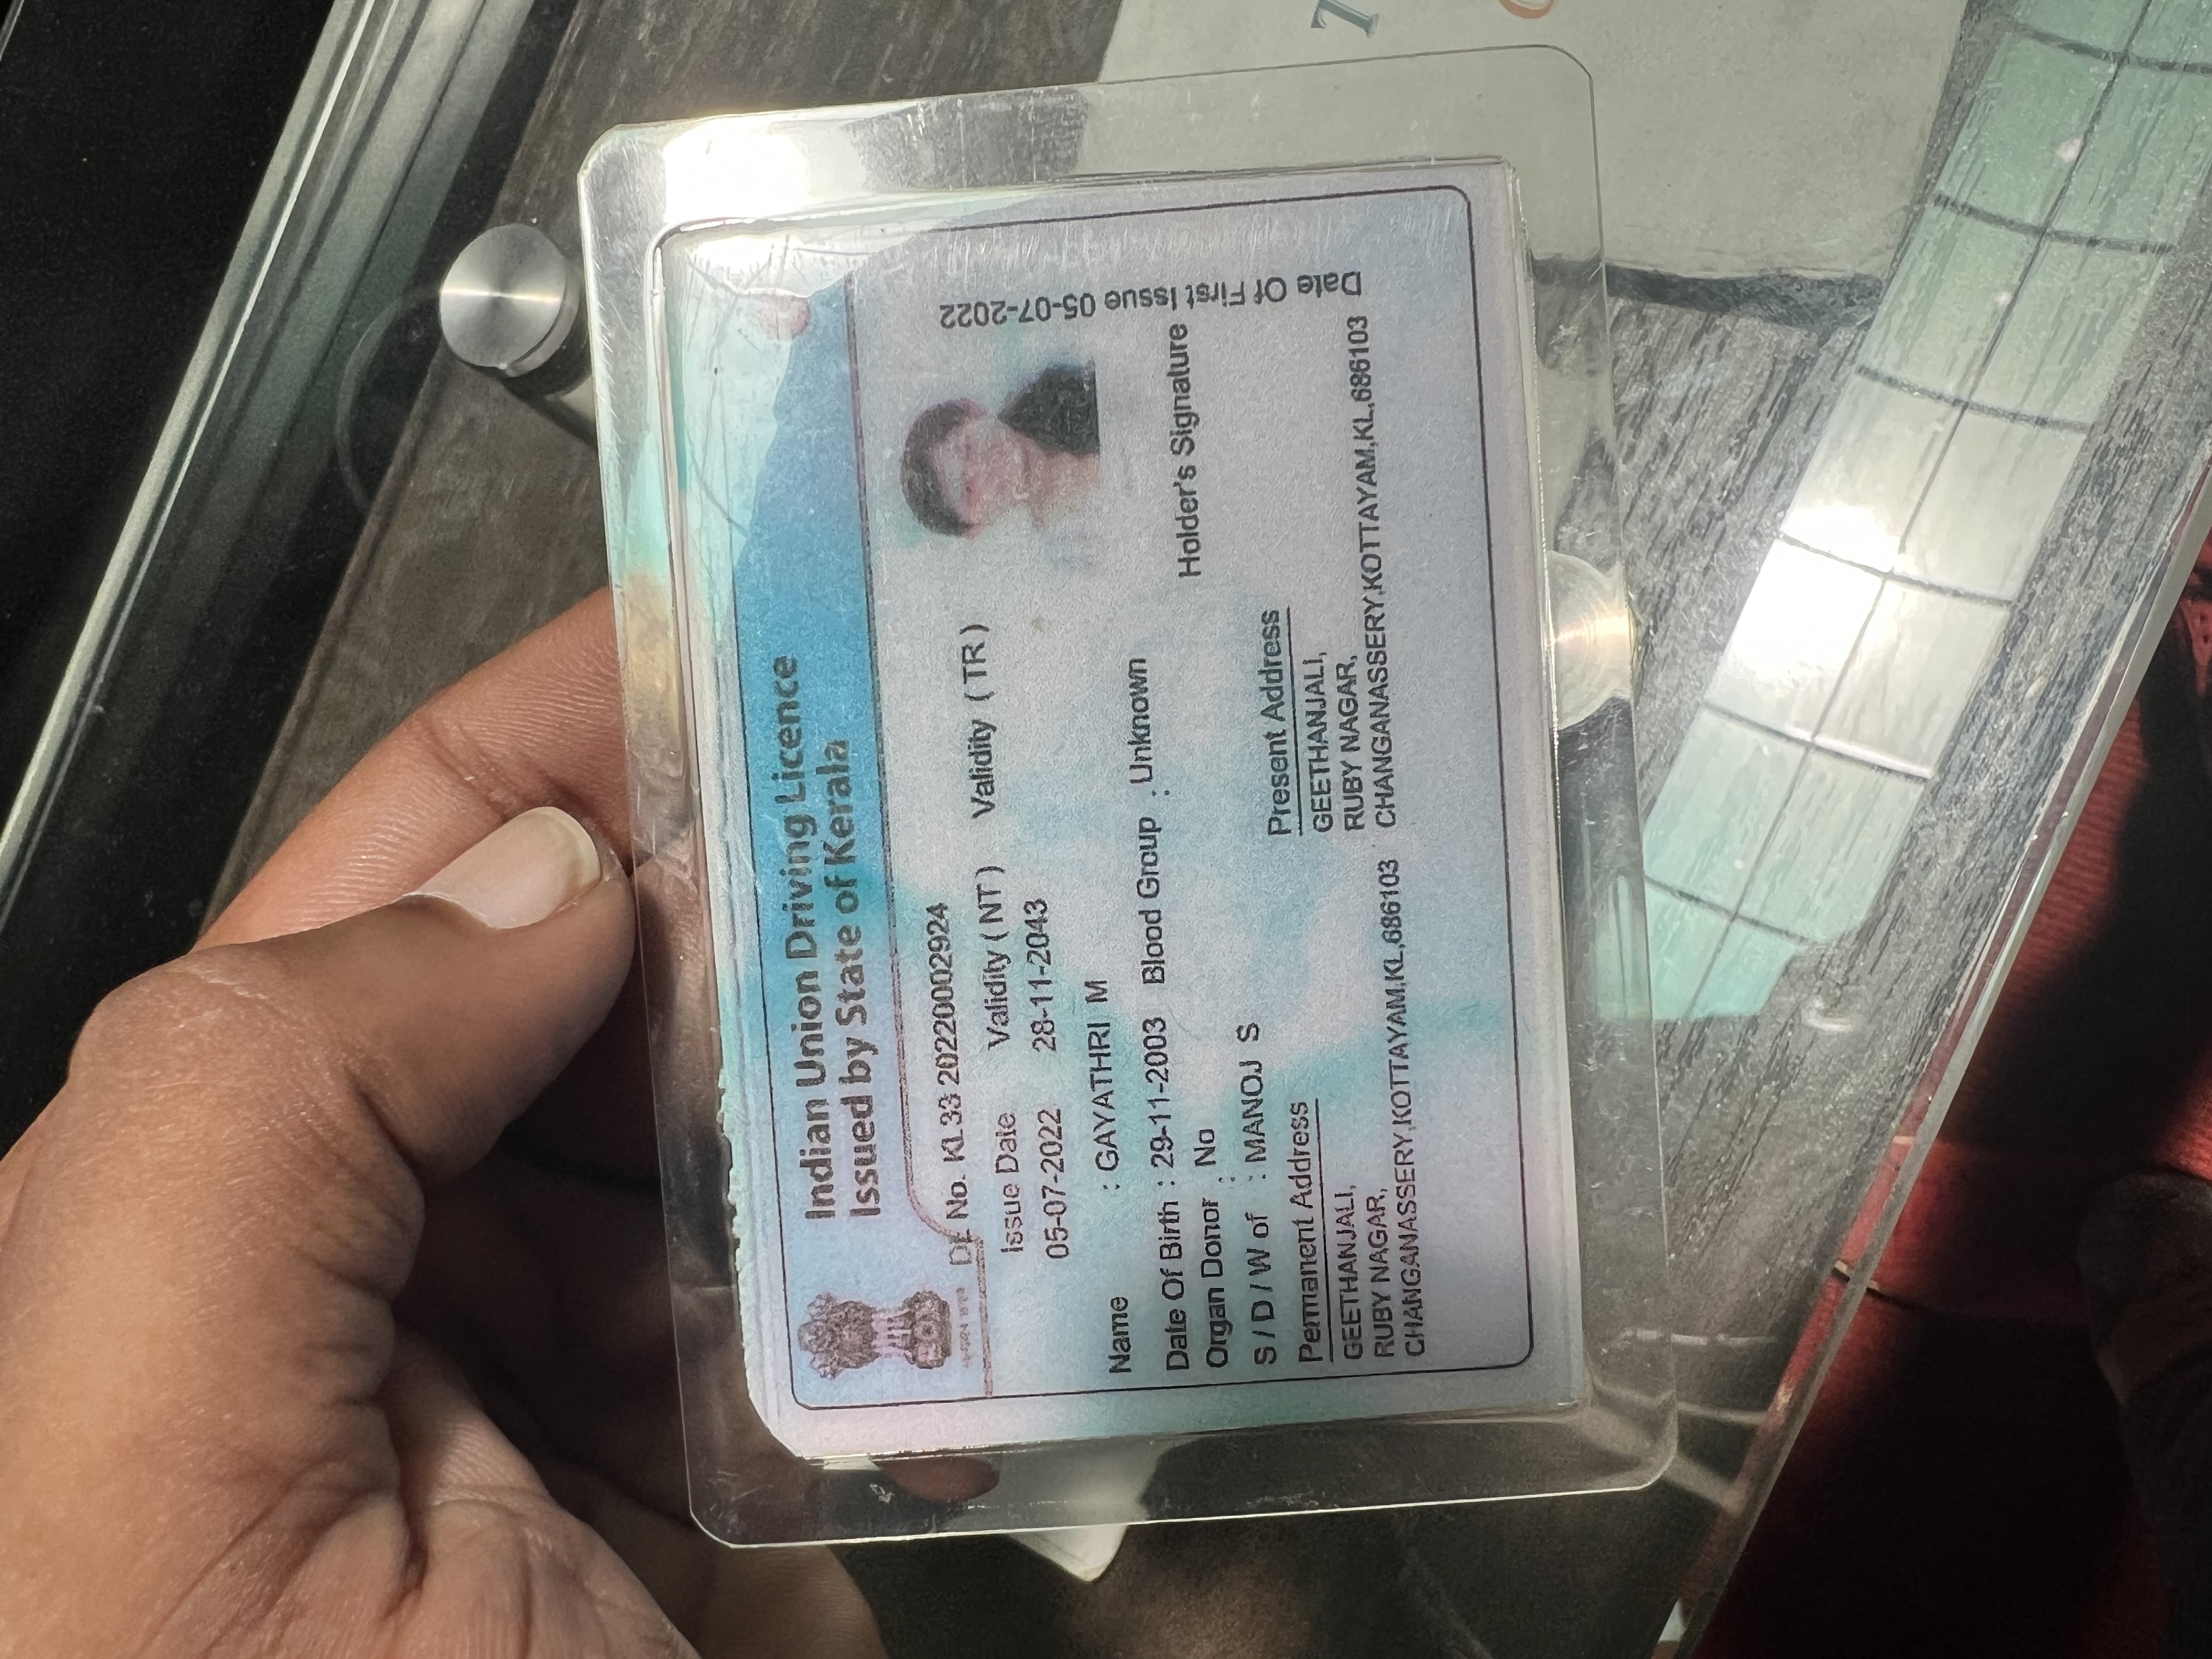 Indian Union Driving Licence
Issued by State of Kerala
No. KL33 20220002924
Issue Date Validity ( NT ) Validity ( TR )
05-07-2022 28-11-2043
Name : GAYATHRI M
Date Of Birth : 29-11-2003 Blood Group : Unknown
Organ Donor : No
Holder's Signature
S / D / W of : MANOJ S
Permanent Address
GEETHANJALI,
RUBY NAGAR,
CHANGANASSERY,KOTTAYAM,KL,686103
Present Address
GEETHANJALI,
RUBY NAGAR,
CHANGANASSERY,KOTTAYAM,KL,686103
Date Of First Issue 05-07-2022